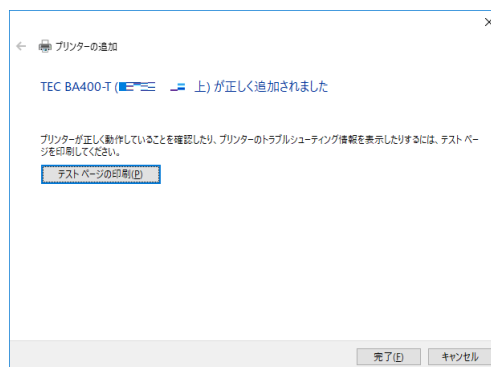 プリンターの追加
TEC BA400-T ( 上) が正しく追加されました
プリンターが正しく動作していることを確認したり、プリンターのトラブルシューティング情報を表示したりするには、テスト ペー
ジを印刷してください。
テスト ページの印刷(P)
完了(F) キャンセル